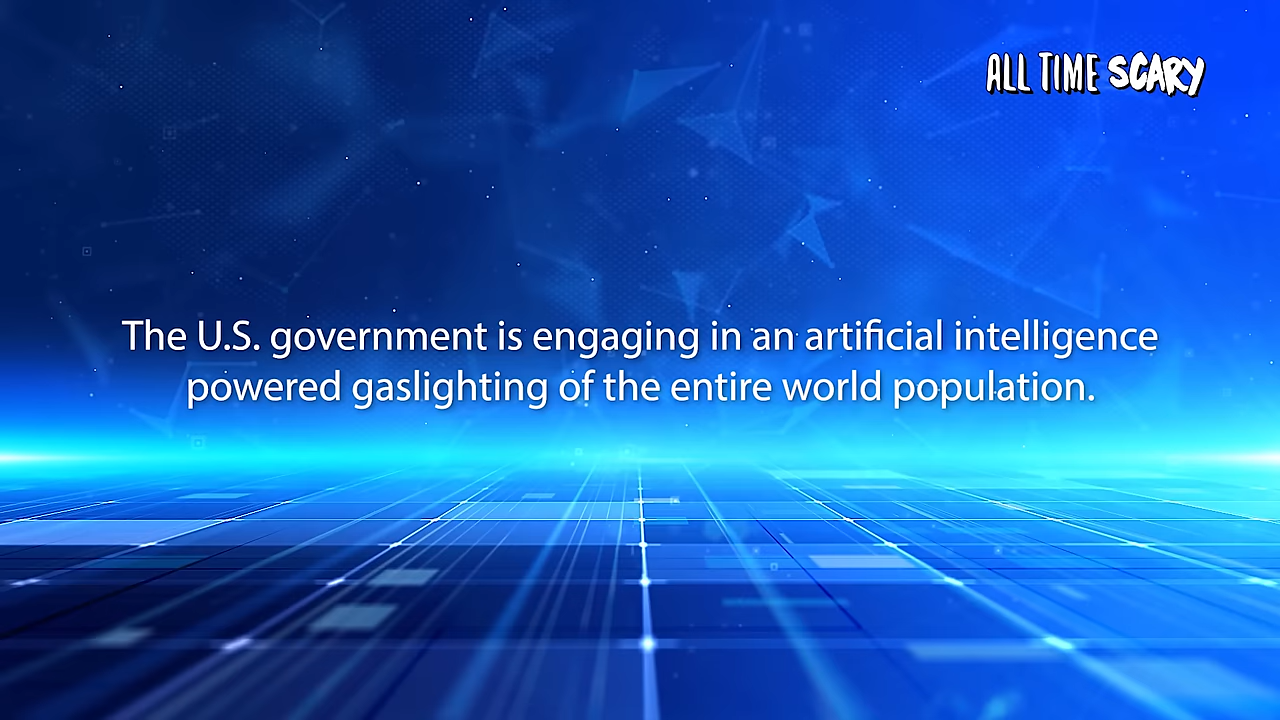 ALL TIME SCARY
The U.S. government is engaging in an artificial intelligence
powered gaslighting of the entire world population.